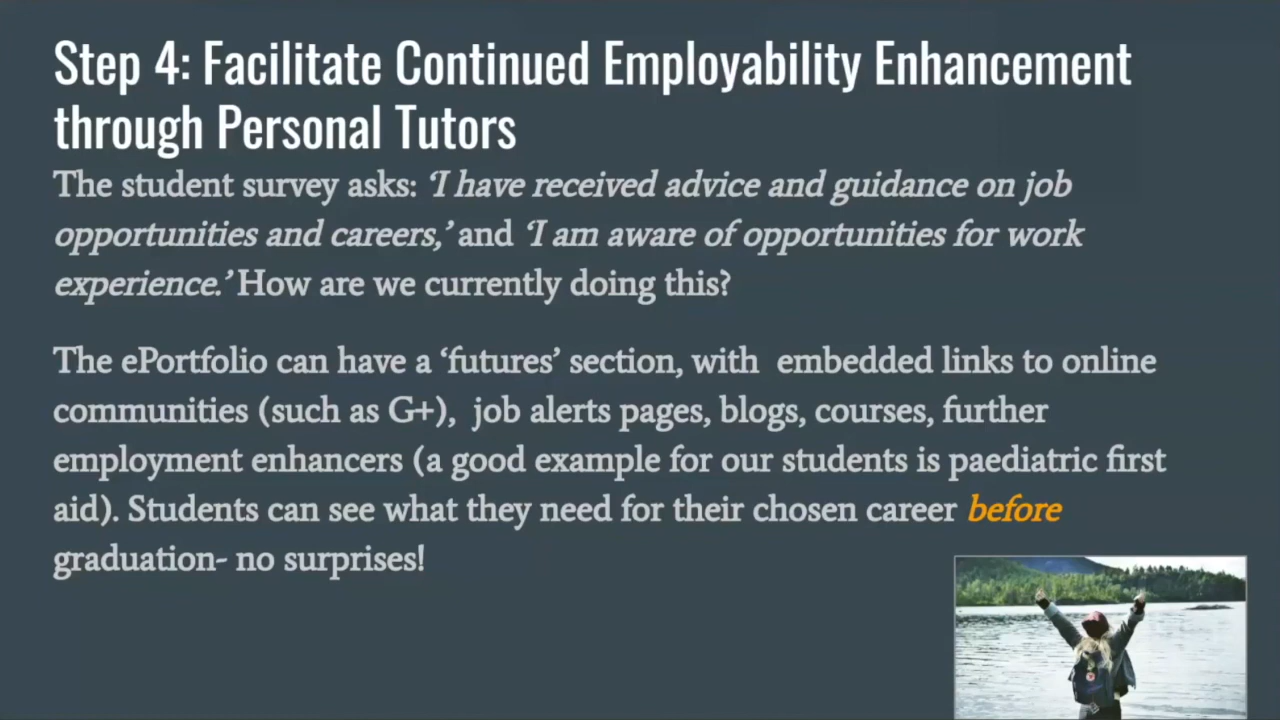 Step 4: Facilitate Continued Employability Enhancement
through Personal Tutors
The student survey asks: ‘I have received advice and guidance on job
opportunities and careers,’ and ‘I am aware of opportunities for work
experience.’ How are we currently doing this?
The ePortfolio can have a ‘futures’ section, with  embedded links to online
communities (such as G+),  job alerts pages, blogs, courses, further
employment enhancers (a good example for our students is paediatric first
aid). Students can see what they need for their chosen career before
graduation- no surprises!